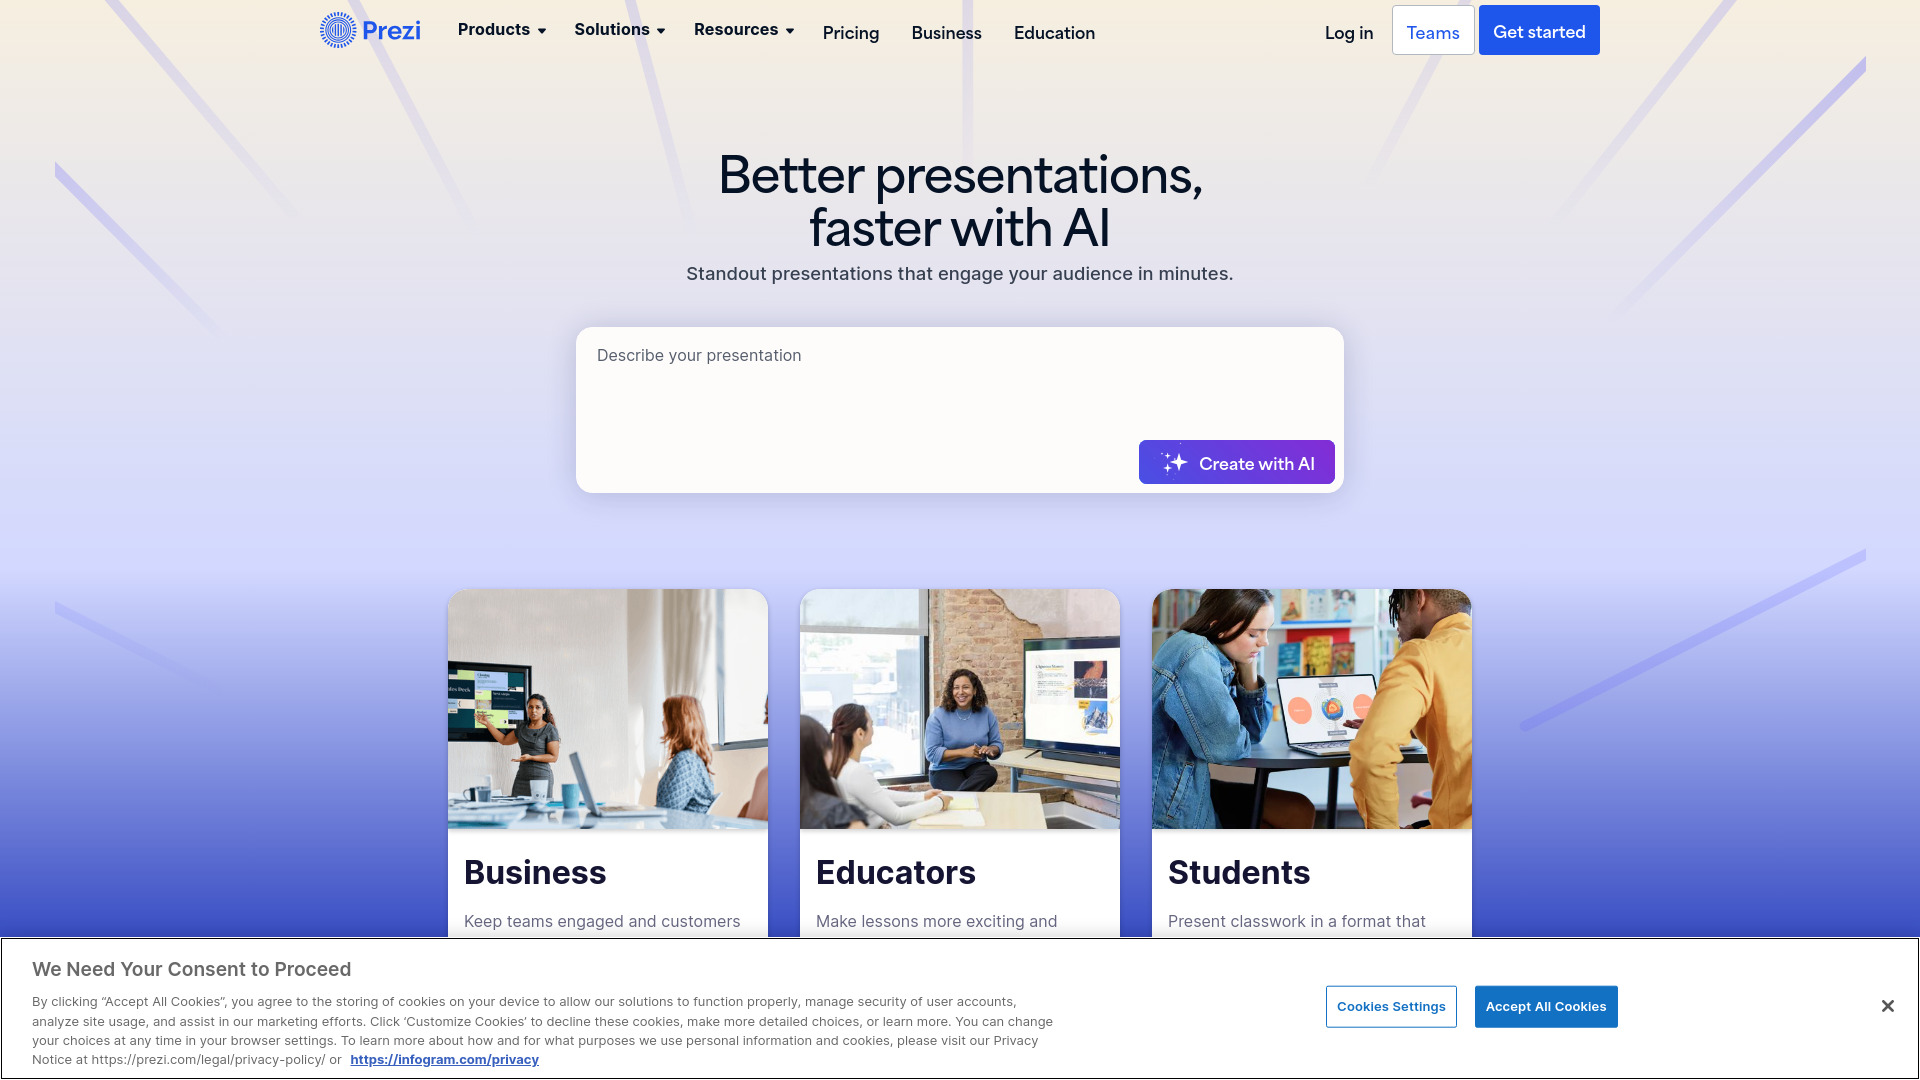 Prezi
Products
Solutions
Resources
Pricing
Business
Education
Log in
Teams
Get started
Better presentations,
faster with AI
Standout presentations that engage your audience in minutes.
Describe your presentation
Create with AI
Business
Keep teams engaged and customers
Educators
Make lessons more exciting and
Students
Present classwork in a format that
We Need Your Consent to Proceed
By clicking “Accept All Cookies”, you agree to the storing of cookies on your device to allow our solutions to function properly, manage security of user accounts,
analyze site usage, and assist in our marketing efforts. Click ‘Customize Cookies’ to decline these cookies, make more detailed choices, or learn more. You can change
your choices at any time in your browser settings. To learn more about how and for what purposes we use personal information and cookies, please visit our Privacy
Notice at https://prezi.com/legal/privacy-policy/ or https://infogram.com/privacy
Cookies Settings
Accept All Cookies